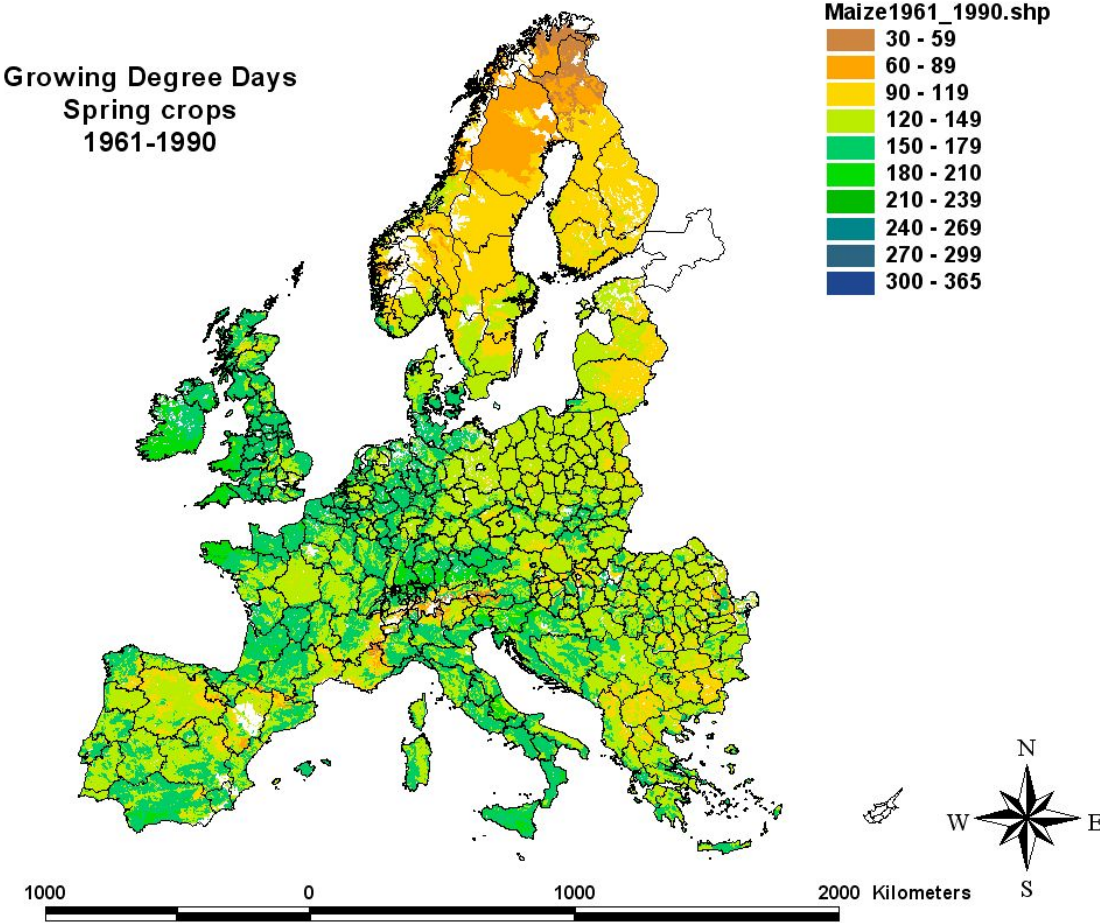 Maize1961_1990.shp
30 - 59
60 - 89
90 - 119
120 - 149
150 - 179
180 - 210
210 - 239
240 - 269
270 - 299
300 - 365
Growing Degree Days
Spring crops
1961-1990
N
W E
S
1000 0 1000 2000 Kilometers